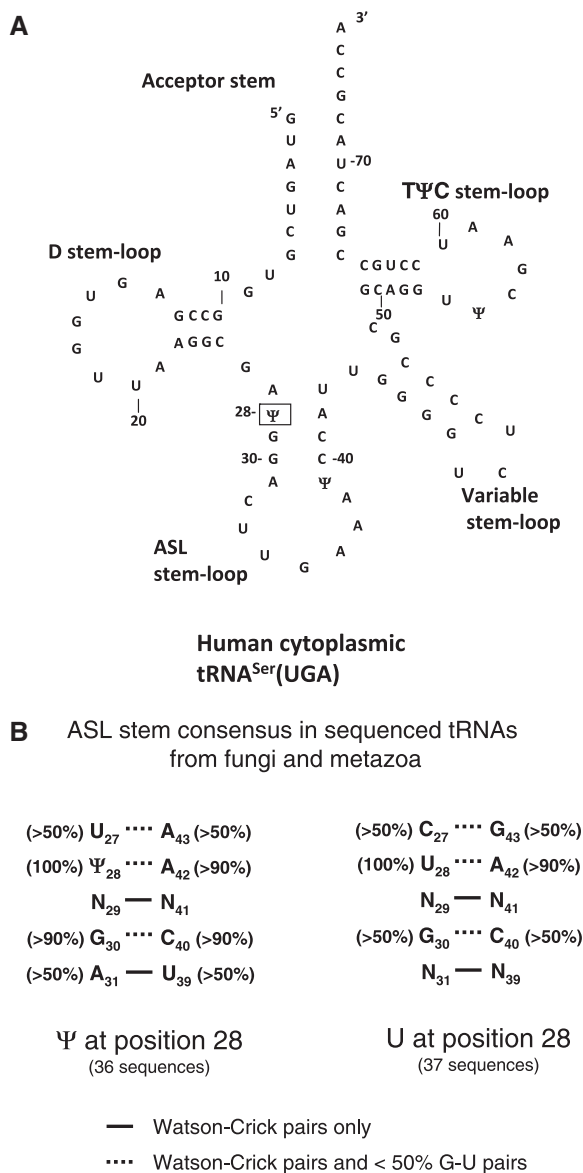 A
3'
A
C
C
G
C
A
U -70
C
A
G
C
Acceptor stem
5' G
U
A
G
U
C
G
TΨC stem-loop
60
U A A G C Ψ U
C G U C C
G C A G G
50
D stem-loop
10
U G
G C C G
A G G C
A G U G G U U A
20
G
A U
28- Ψ A
G C
30- G C -40
A Ψ
C A
U A
U G A
U
C G
G C
G C
G C
G C
U
U C
Variable
stem-loop
ASL
stem-loop
Human cytoplasmic
tRNASer(UGA)
B ASL stem consensus in sequenced tRNAs
from fungi and metazoa
(>50%) U27 A43 (>50%)
(100%) Ψ28 A42 (>90%)
N29 N41
(>90%) G30 C40 (>90%)
(>50%) A31 U39 (>50%)
Ψ at position 28
(36 sequences)
(>50%) C27 G43 (>50%)
(100%) U28 A42 (>90%)
N29 N41
(>50%) G30 C40 (>50%)
N31 N39
U at position 28
(37 sequences)
Watson-Crick pairs only
Watson-Crick pairs and < 50% G-U pairs